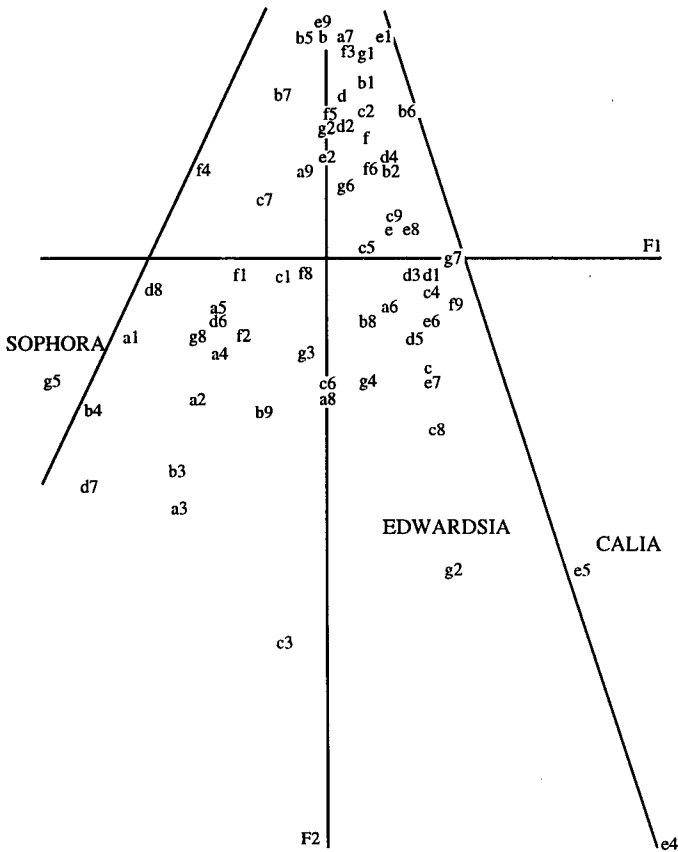 e9
b5 b a7 e1
f3 g1
b1
b7 d
f5 c2 b6
g2 d2
f
e2 d4
f4 a9 f6 b2
g6
c7
c9
e e8
c5 F1
g7
f1 c1 f8 d3 d1
d8 c4
a5 a6 f9
d6 b8 e6
SOPHORA a1 g8 f2 d5
a4 g3
c
g5 c6 g4 e7
a2 a8
b4 b9
c8
b3
d7
a3
EDWARDSIA
CALIA
g2 e5
c3
F2 e4